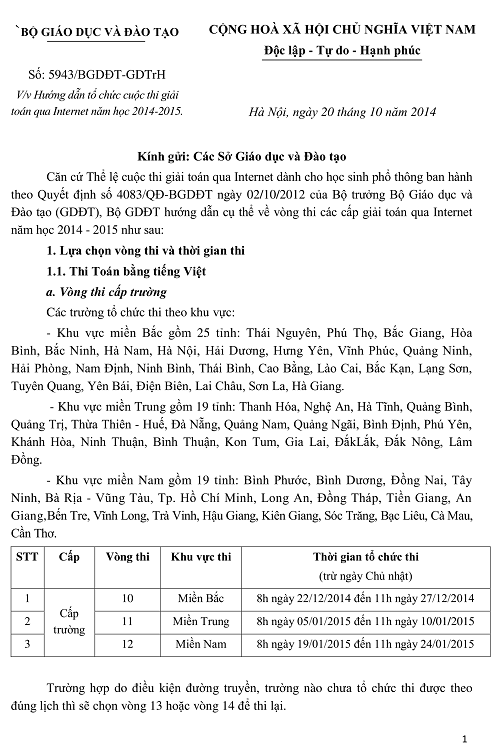 `BỘ GIÁO DỤC VÀ ĐÀO TẠO
CỘNG HOÀ XÃ HỘI CHỦ NGHĨA VIỆT NAM
Độc lập - Tự do - Hạnh phúc
Số: 5943/BGDĐT-GDTrH
V/v Hướng dẫn tổ chức cuộc thi giải
toán qua Internet năm học 2014-2015.
Hà Nội, ngày 20 tháng 10 năm 2014
Kính gửi: Các Sở Giáo dục và Đào tạo
Căn cứ Thể lệ cuộc thi giải toán qua Internet dành cho học sinh phổ thông ban hành
theo Quyết định số 4083/QĐ-BGDĐT ngày 02/10/2012 của Bộ trưởng Bộ Giáo dục và
Đào tạo (GDĐT), Bộ GDĐT hướng dẫn cụ thể về vòng thi các cấp giải toán qua Internet
năm học 2014 - 2015 như sau:
1. Lựa chọn vòng thi và thời gian thi
1.1. Thi Toán bằng tiếng Việt
a. Vòng thi cấp trường
Các trường tổ chức thi theo khu vực:
- Khu vực miền Bắc gồm 25 tỉnh: Thái Nguyên, Phú Thọ, Bắc Giang, Hòa
Bình, Bắc Ninh, Hà Nam, Hà Nội, Hải Dương, Hưng Yên, Vĩnh Phúc, Quảng Ninh,
Hải Phòng, Nam Định, Ninh Bình, Thái Bình, Cao Bằng, Lào Cai, Bắc Kạn, Lạng Sơn,
Tuyên Quang, Yên Bái, Điện Biên, Lai Châu, Sơn La, Hà Giang.
- Khu vực miền Trung gồm 19 tỉnh: Thanh Hóa, Nghệ An, Hà Tĩnh, Quảng Bình,
Quảng Trị, Thừa Thiên - Huế, Đà Nẵng, Quảng Nam, Quảng Ngãi, Bình Định, Phú Yên,
Khánh Hòa, Ninh Thuận, Bình Thuận, Kon Tum, Gia Lai, ĐắkLắk, Đắk Nông, Lâm
Đồng.
- Khu vực miền Nam gồm 19 tỉnh: Bình Phước, Bình Dương, Đồng Nai, Tây
Ninh, Bà Rịa - Vũng Tàu, Tp. Hồ Chí Minh, Long An, Đồng Tháp, Tiền Giang, An
Giang,Bến Tre, Vĩnh Long, Trà Vinh, Hậu Giang, Kiên Giang, Sóc Trăng, Bạc Liêu, Cà Mau,
Cần Thơ.
STT Cấp Vòng thi Khu vực thi Thời gian tổ chức thi
(trừ ngày Chủ nhật)
1 Cấp trường 10 Miền Bắc 8h ngày 22/12/2014 đến 11h ngày 27/12/2014
2 11 Miền Trung 8h ngày 05/01/2015 đến 11h ngày 10/01/2015
3 12 Miền Nam 8h ngày 19/01/2015 đến 11h ngày 24/01/2015
Trường hợp do điều kiện đường truyền, trường nào chưa tổ chức thi được theo
đúng lịch thì sẽ chọn vòng 13 hoặc vòng 14 để thi lại.
1